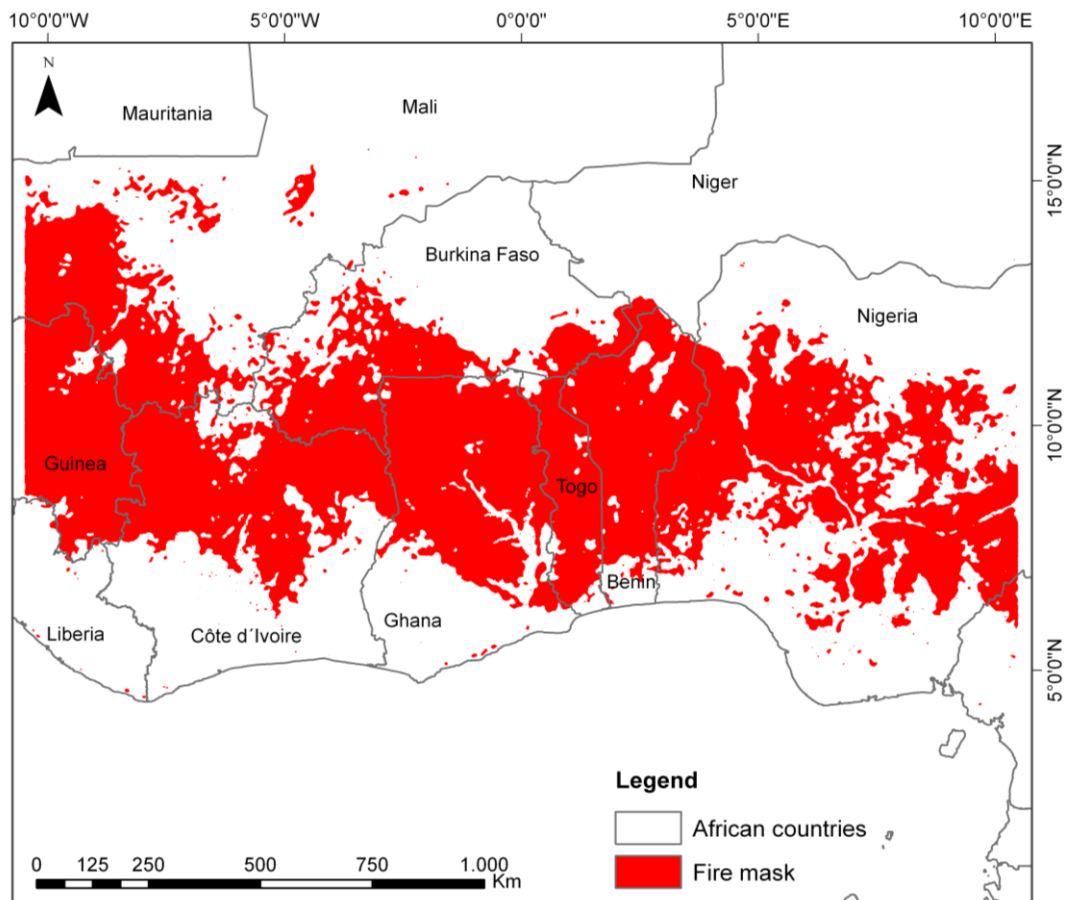 10°0'0"W 5°0'0"W 0°0'0" 5°0'0"E 10°0'0"E
N
Mauritania
Mali
15°0'0"N
Niger
Burkina Faso
Nigeria
10°0'0"N
Guinea
Togo
Benin
Ghana
Liberia
Côte d´Ivoire
5°0'0"N
Legend
African countries
Fire mask
0 125 250 500 750 1.000
Km